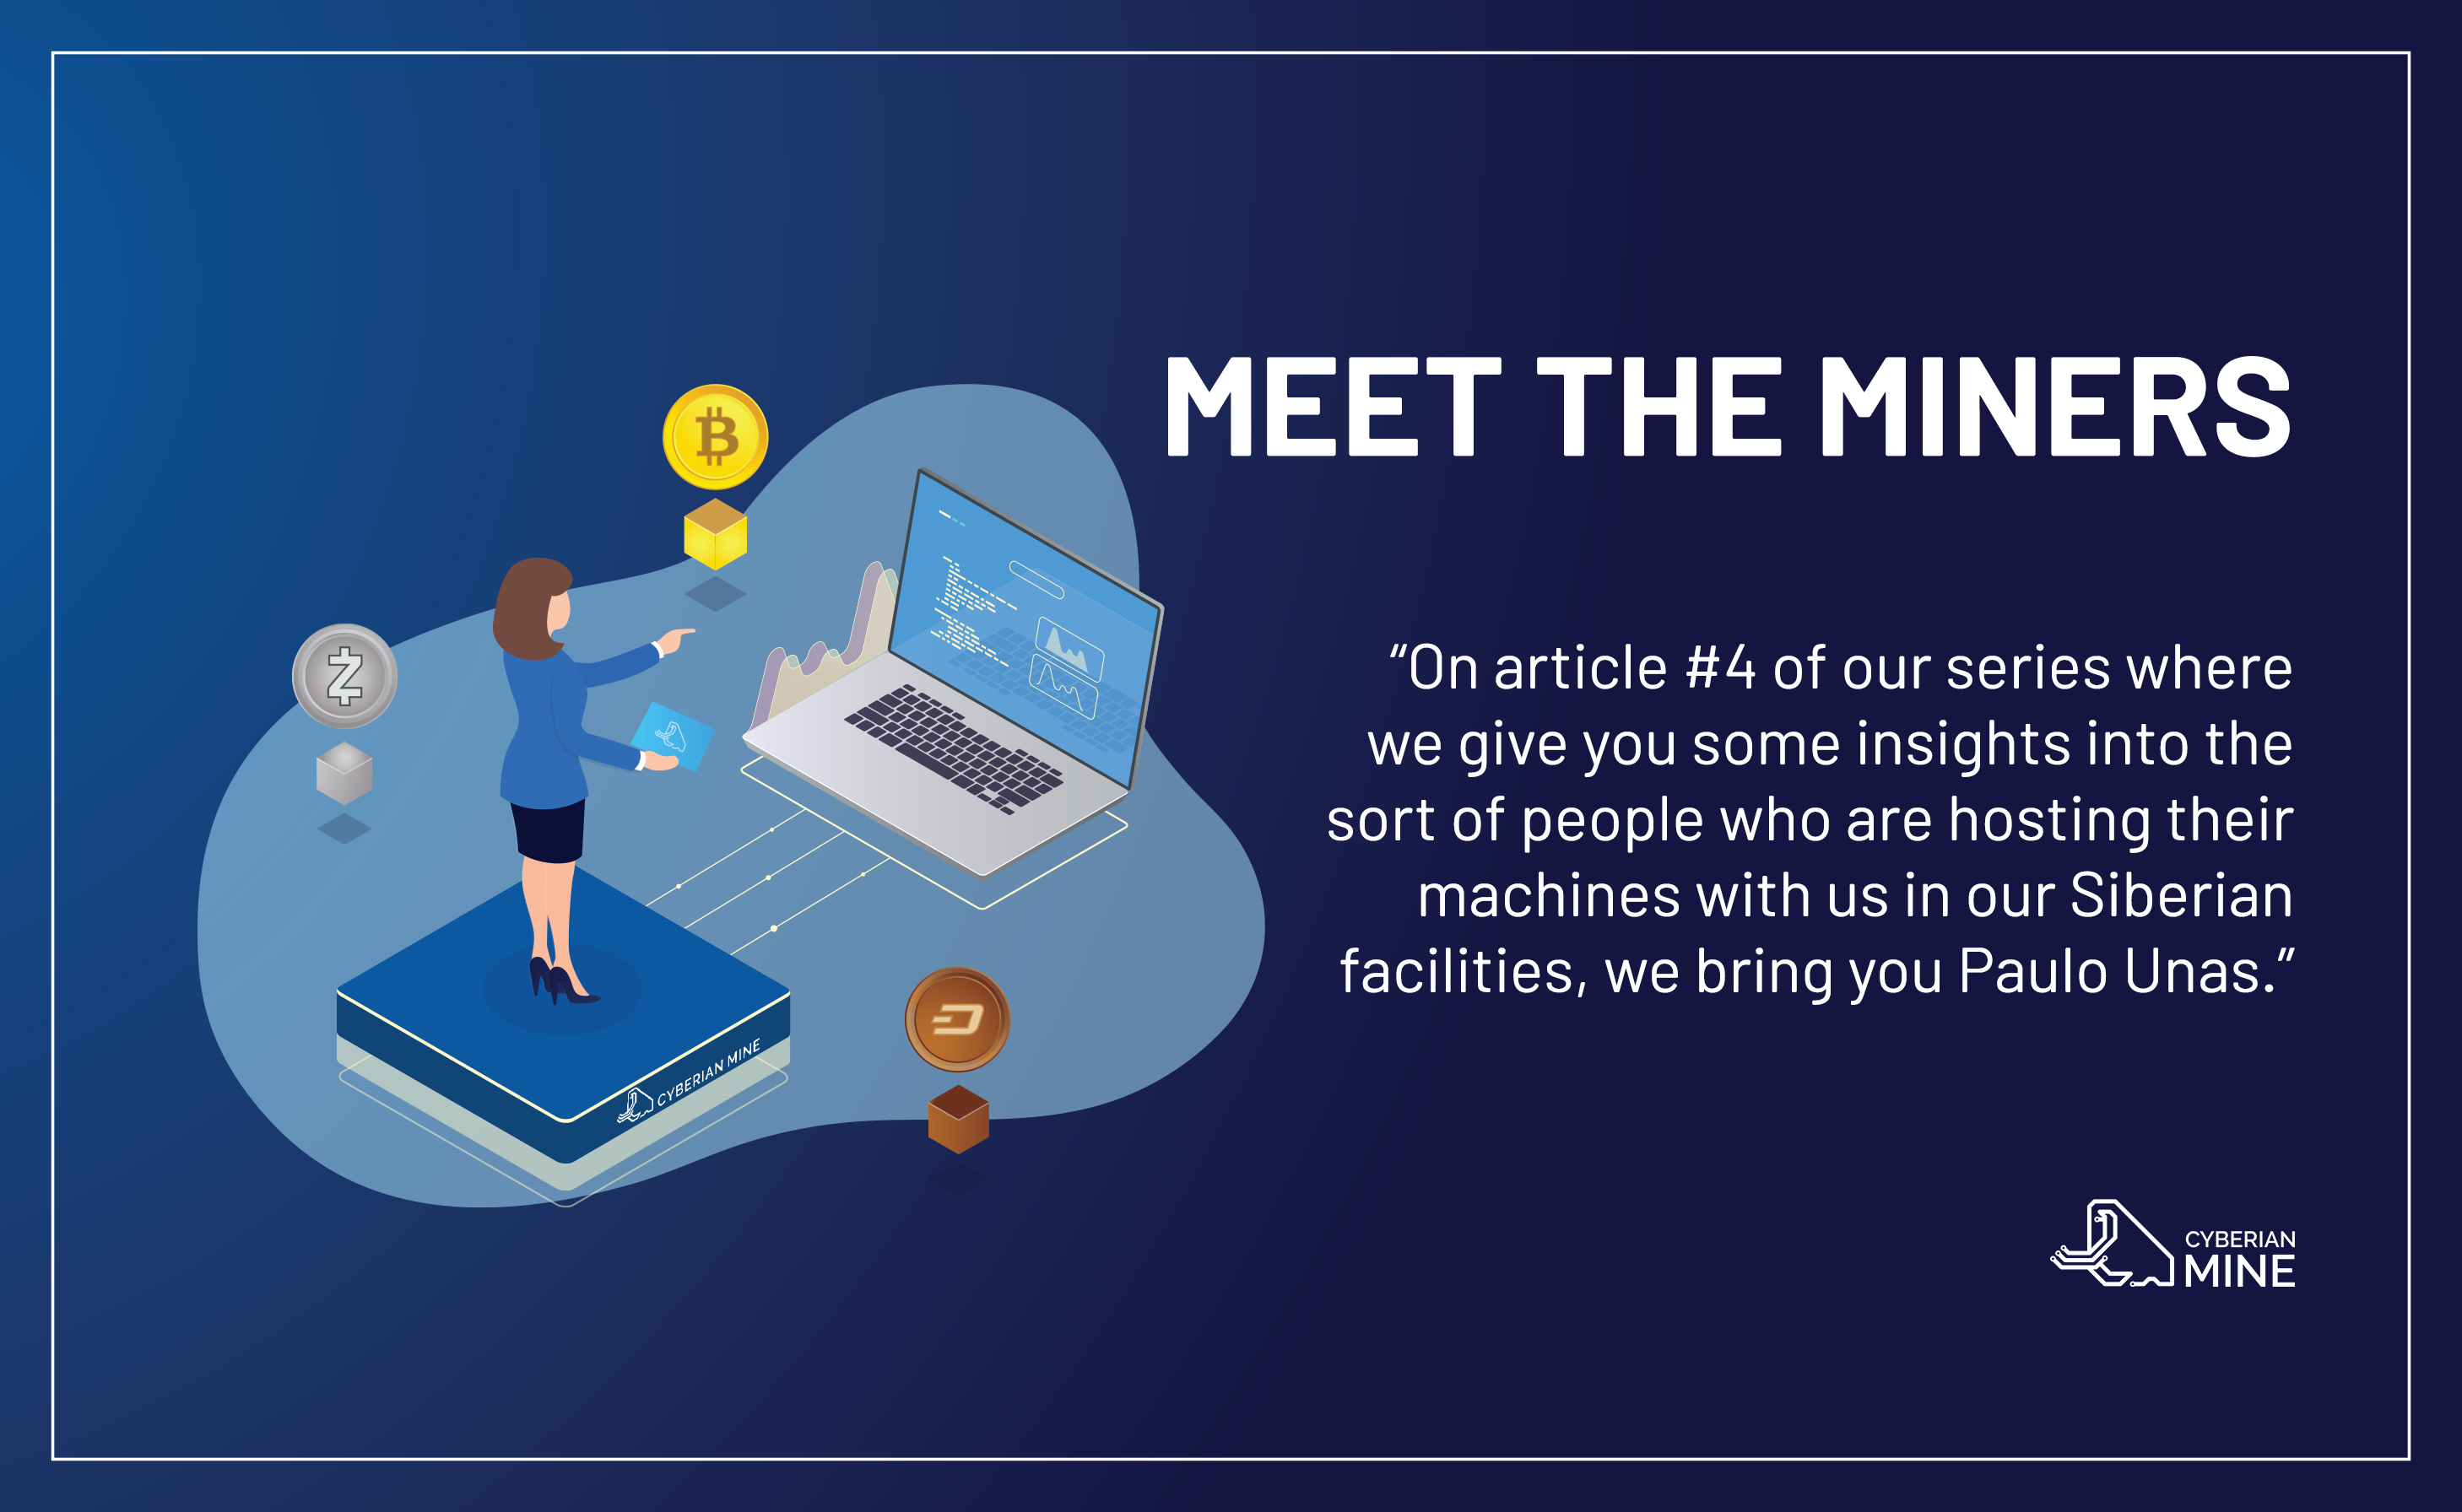 MEET THE MINERS
“On article #4 of our series where
we give you some insights into the
sort of people who are hosting their
machines with us in our Siberian
facilities, we bring you Paulo Unas.”
CYBERIAN MINE
CYBERIAN
MINE